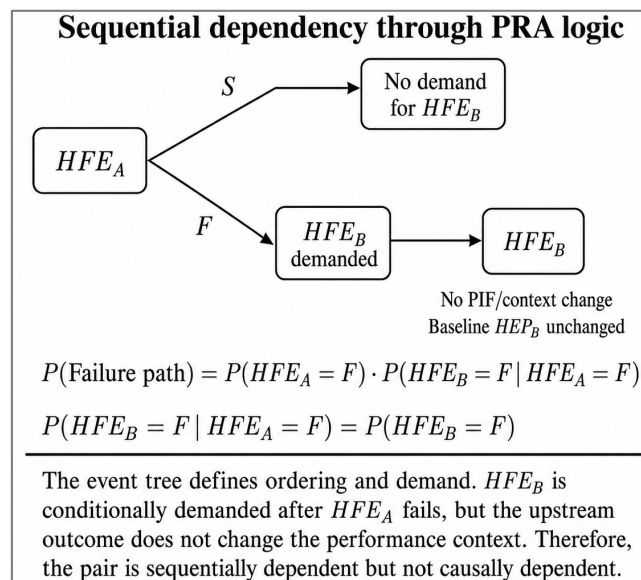 Sequential dependency through PRA logic
S
No demand
for HFE_B
HFE_A
F
HFE_B
demanded
HFE_B
No PIF/context change
Baseline HEP_B unchanged
P(Failure path) = P(HFE_A = F) · P(HFE_B = F | HFE_A = F)
P(HFE_B = F | HFE_A = F) = P(HFE_B = F)
The event tree defines ordering and demand. HFE_B is
conditionally demanded after HFE_A fails, but the upstream
outcome does not change the performance context. Therefore,
the pair is sequentially dependent but not causally dependent.